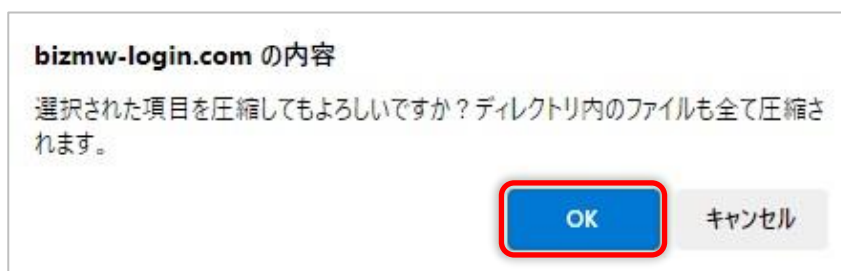 bizmw-login.com の内容
選択された項目を圧縮してもよろしいですか？ディレクトリ内のファイルも全て圧縮さ
れます。
OK
キャンセル